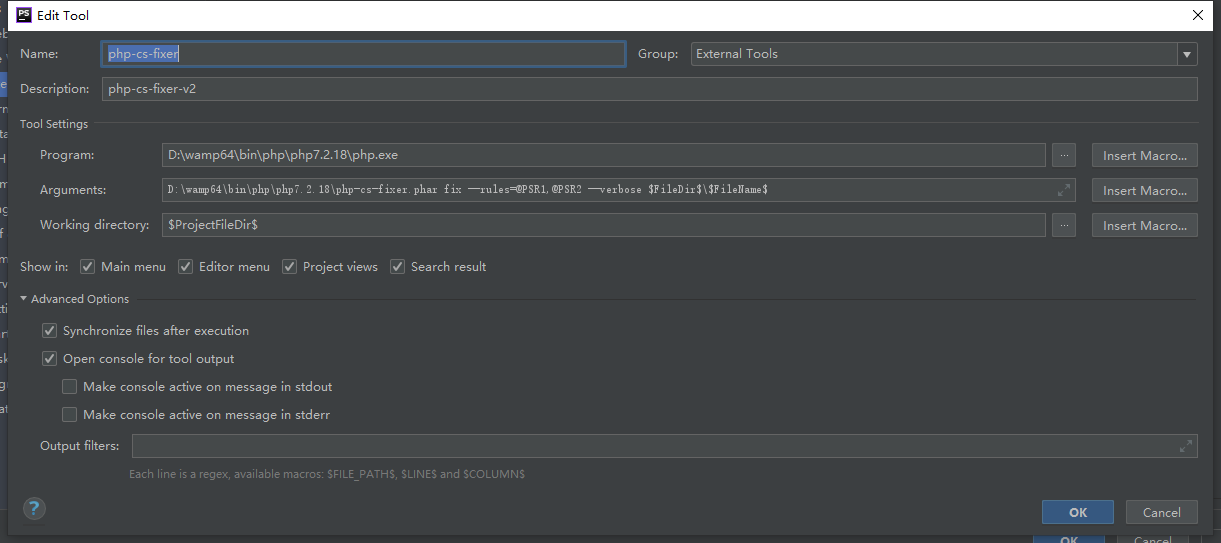 PS Edit Tool
Name: php-cs-fixer Group: External Tools
Description: php-cs-fixer-v2
Tool Settings
Program: D:\wamp64\bin\php\php7.2.18\php.exe ... Insert Macro...
Arguments: D:\wamp64\bin\php\php7.2.18\php-cs-fixer.phar fix --rules=@PSR1,@PSR2 --verbose $FileDir$\$FileName$ Insert Macro...
Working directory: $ProjectFileDir$ ... Insert Macro...
Show in: Main menu Editor menu Project views Search result
Advanced Options
Synchronize files after execution
Open console for tool output
Make console active on message in stdout
Make console active on message in stderr
Output filters:
Each line is a regex, available macros: $FILE_PATH$, $LINE$ and $COLUMN$
? OK Cancel
OK Cancel